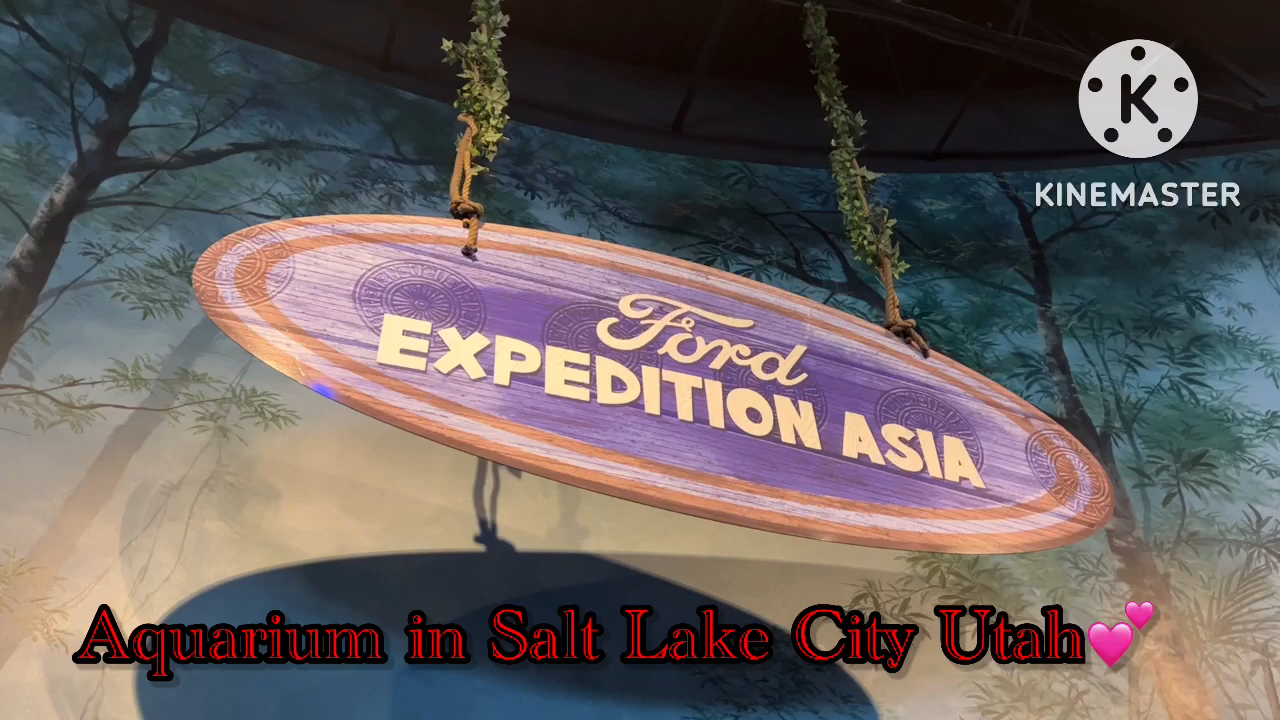 K
KINEMASTER
Ford
EXPEDITION ASIA
Aquarium in Salt Lake City Utah💕